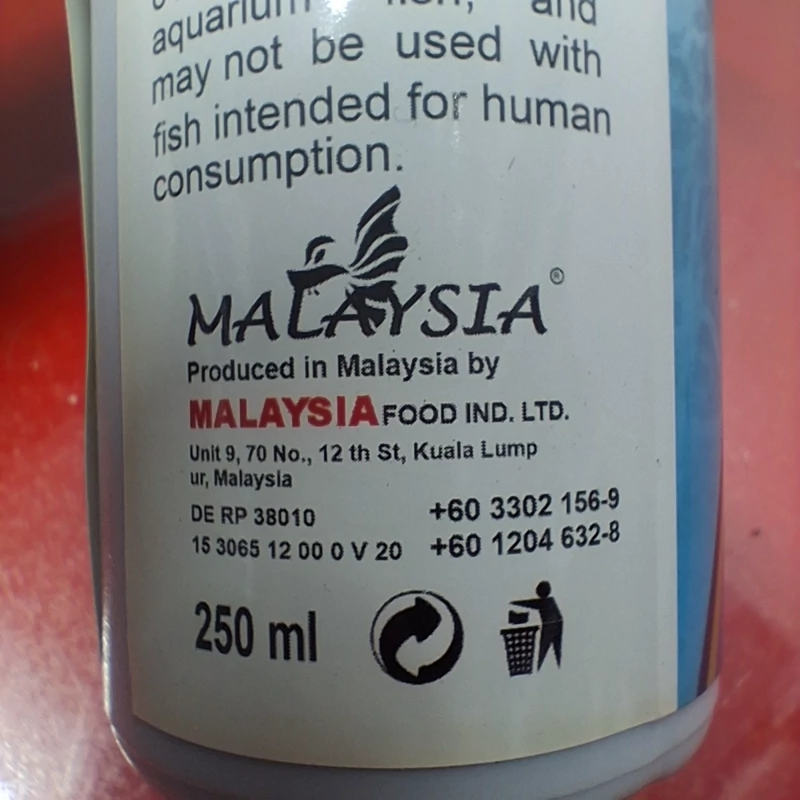 aquarium fish, and
may not be used with
fish intended for human
consumption.
MALAYSIA®
Produced in Malaysia by
MALAYSIA FOOD IND. LTD.
Unit 9, 70 No., 12 th St, Kuala Lump
ur, Malaysia
DE RP 38010 +60 3302 156-9
15 3065 12 00 0 V 20 +60 1204 632-8
250 ml